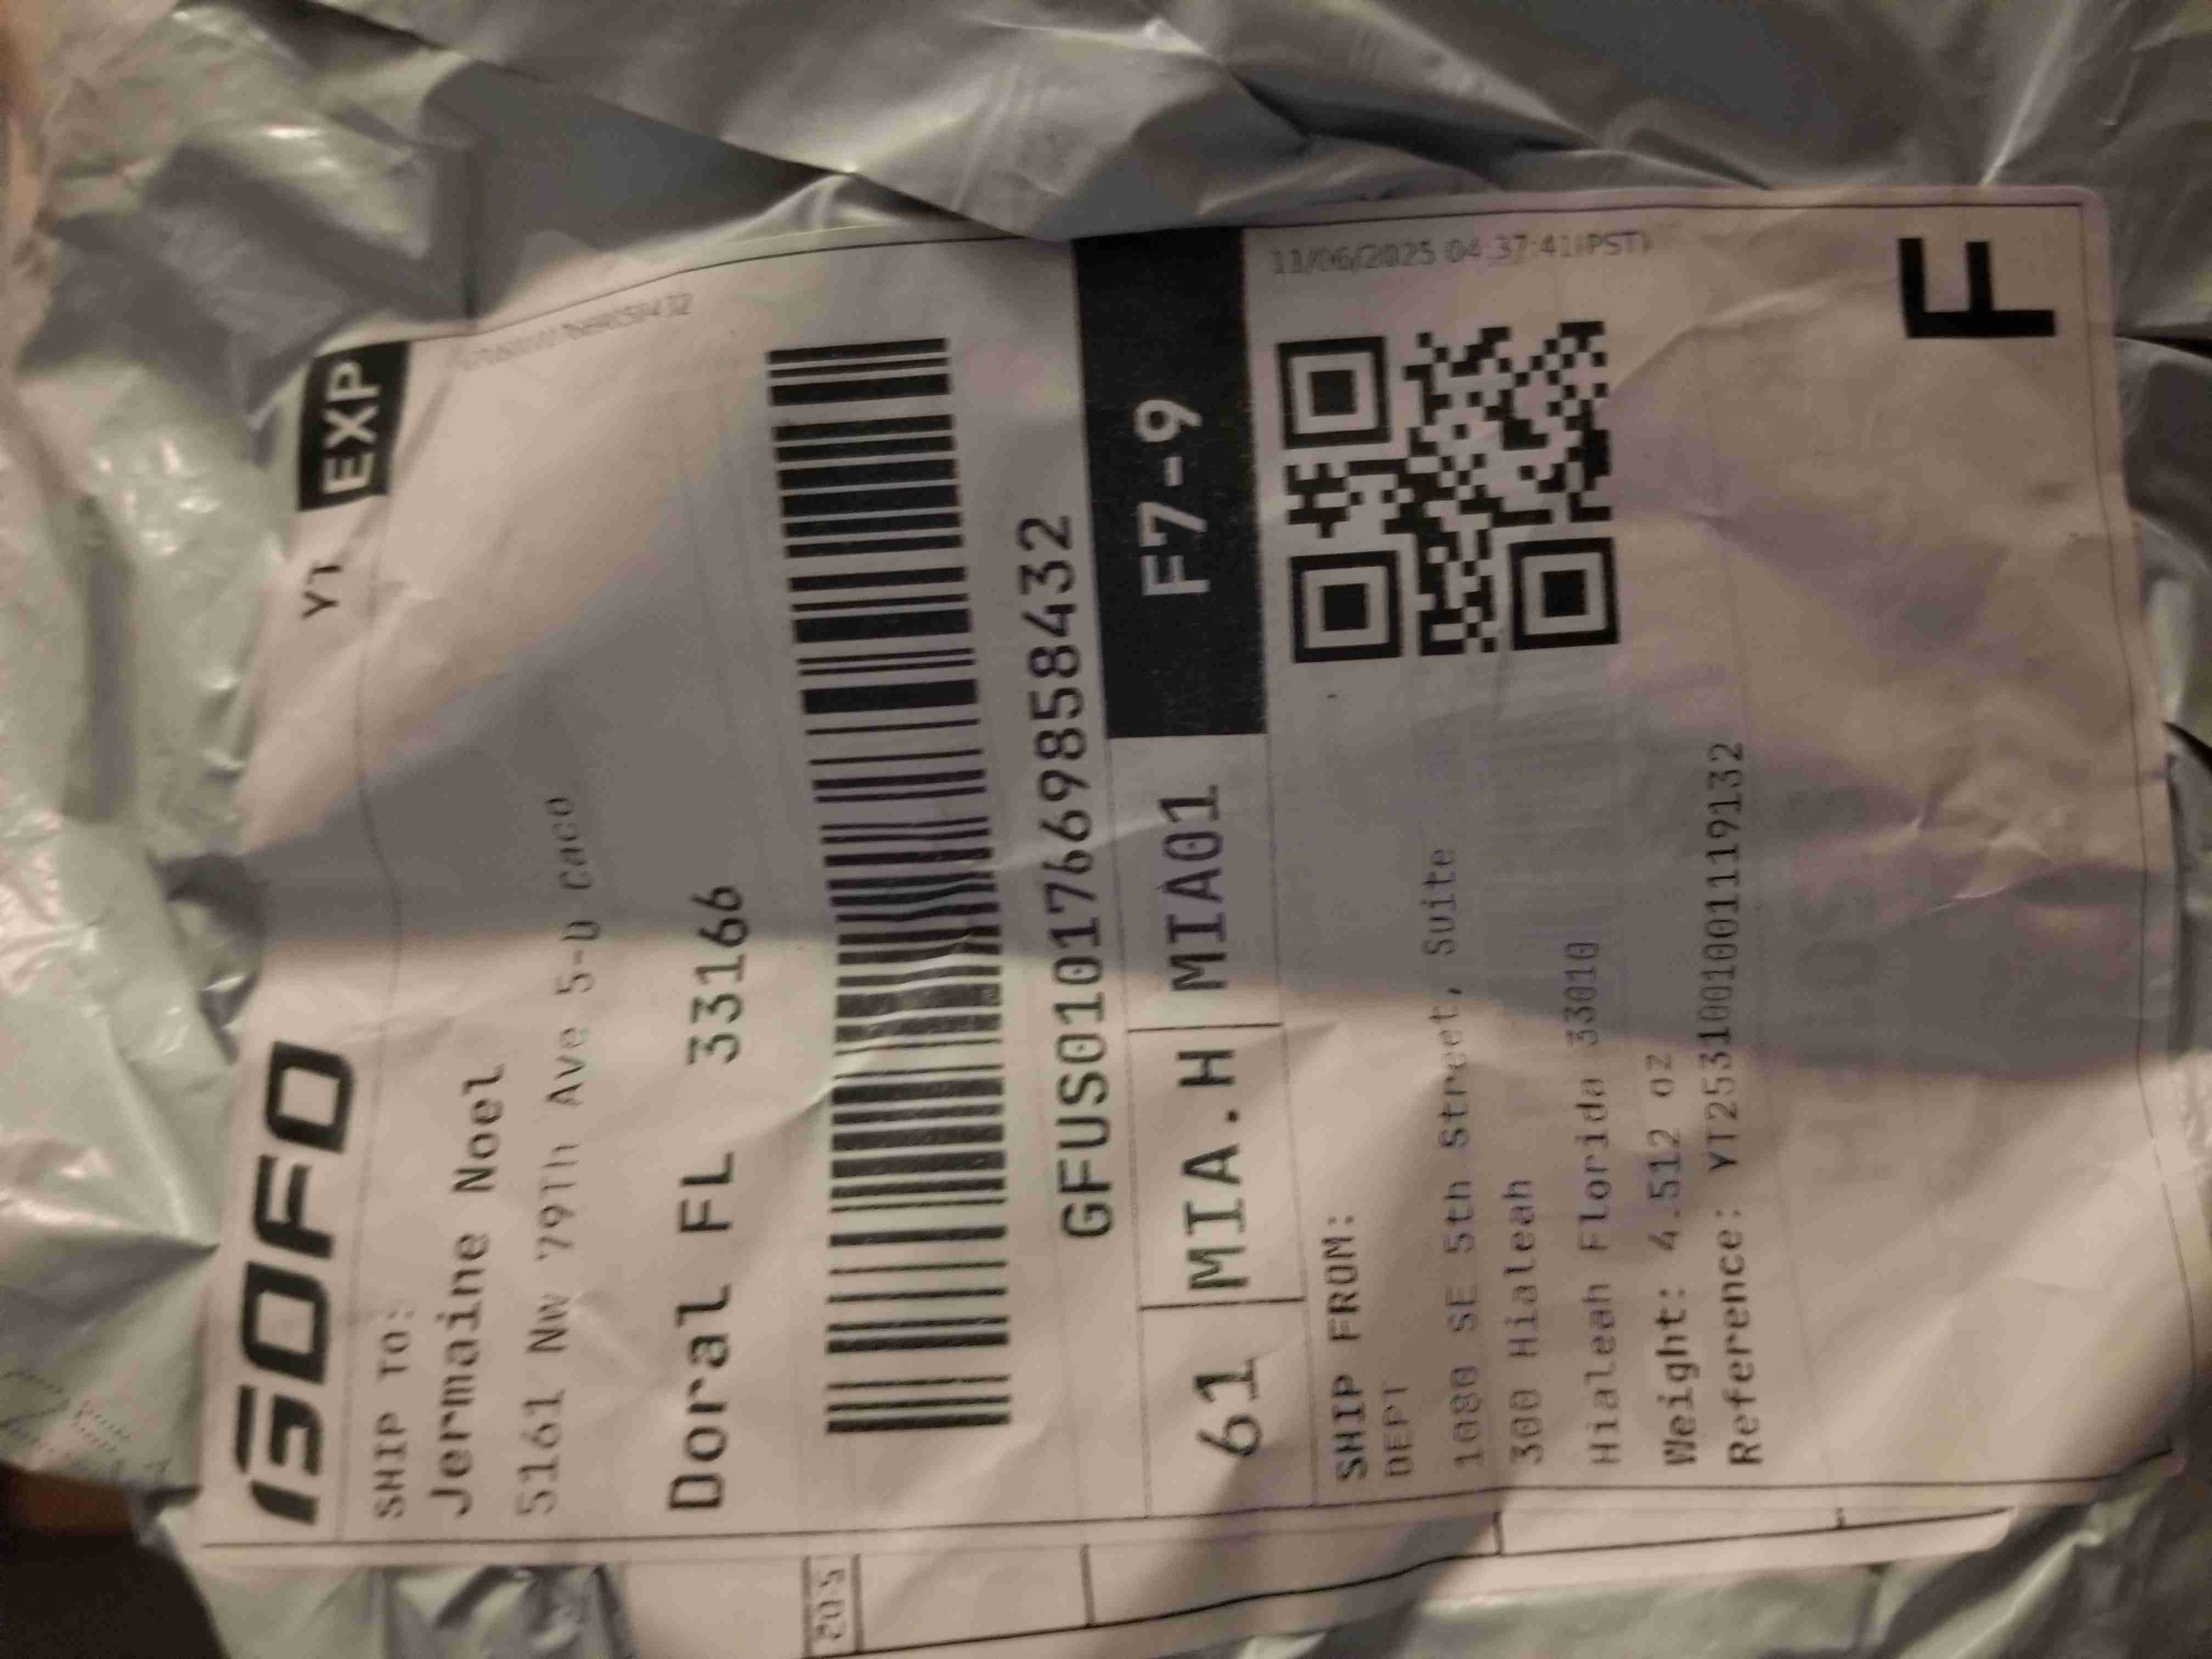 GOFO
YT EXP
SHIP TO:
Jermaine Noel
5161 NW 79Th Ave 5-D Caco
Doral FL 33166
GFUS01017669858432
61 MIA.H MIA01 F7-9
11/06/2025 04:37:41(PST)
SHIP FROM:
DEPT
1080 SE 5th Street, Suite
300 Hialeah
Hialeah Florida 33010
Weight: 4.512 oz
Reference: YT2531001001119132
F